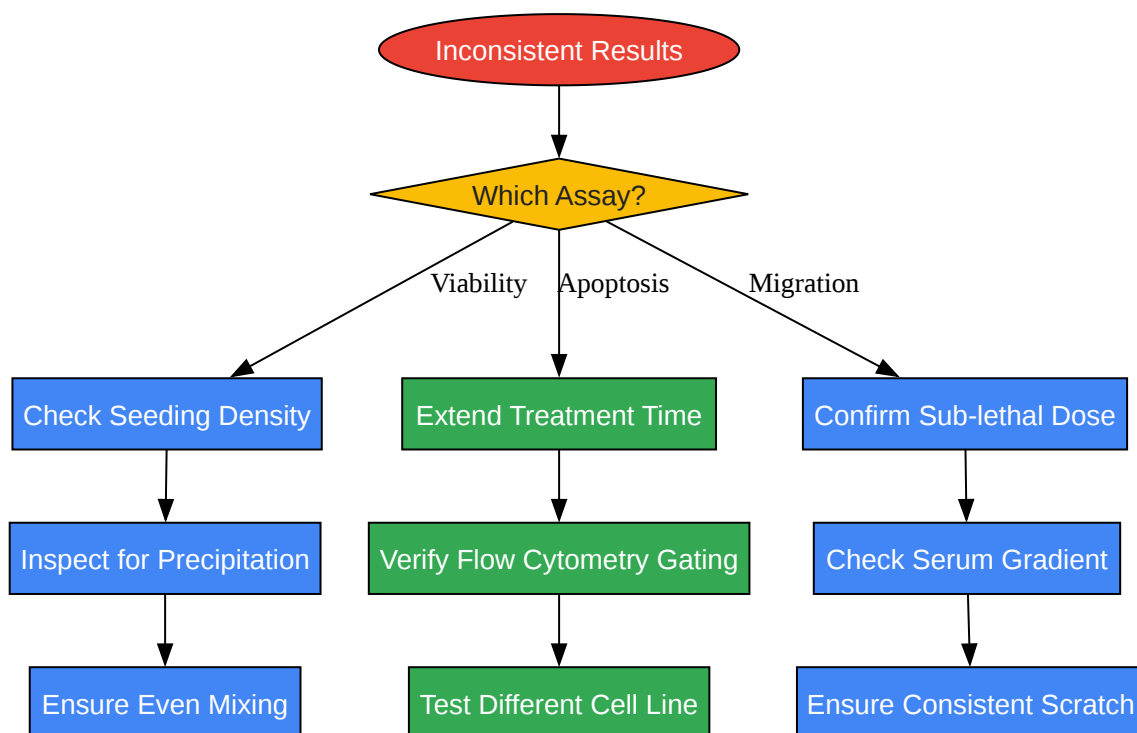 Inconsistent Results
Which Assay?
Viability
Apoptosis
Migration
Check Seeding Density
Extend Treatment Time
Confirm Sub-lethal Dose
Inspect for Precipitation
Verify Flow Cytometry Gating
Check Serum Gradient
Ensure Even Mixing
Test Different Cell Line
Ensure Consistent Scratch